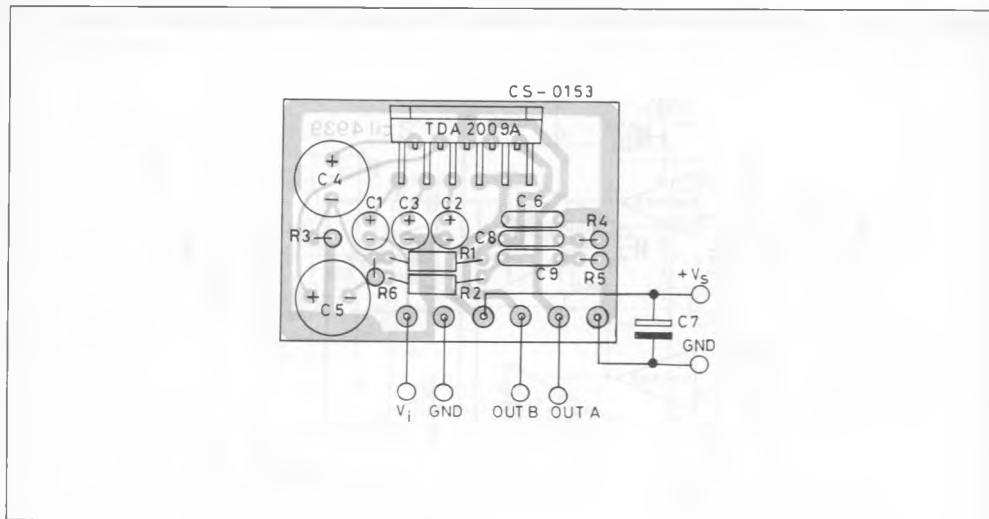 CS-0153
TDA 2009A
+
C4
-
C1
C3
C2
+
+
+
-
-
-
C6
C8
C9
R4
R5
R3
R1
R2
R6
+
-
C5
+Vs
C7
GND
Vi
GND
OUT B
OUT A